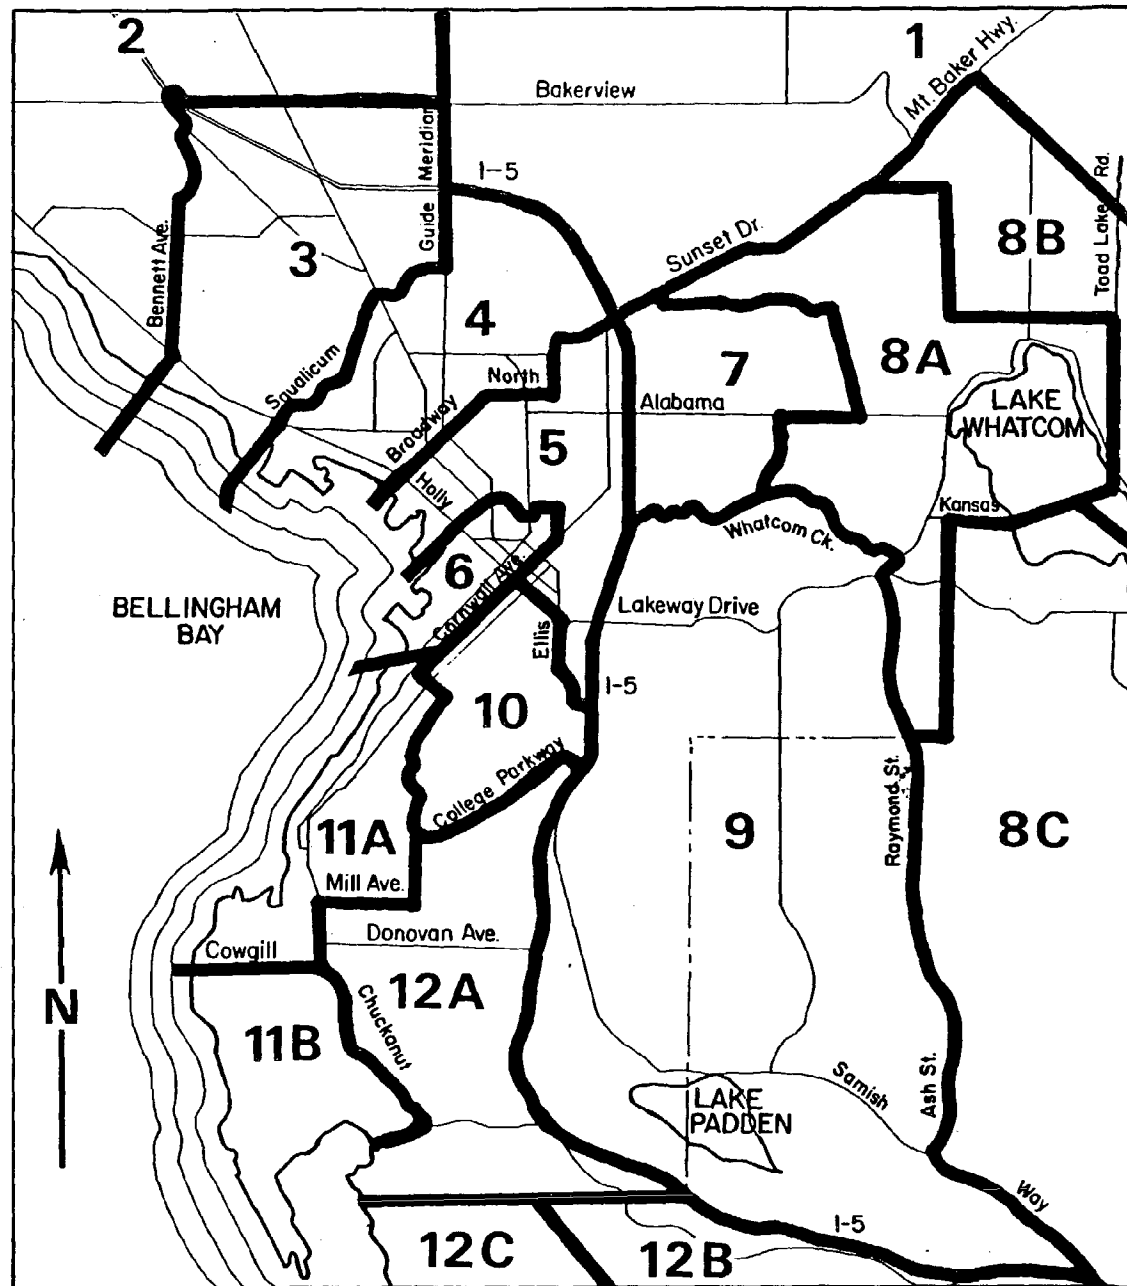 2
1
Mt. Baker Hwy.
Bakerview
Guide Meridian
I-5
Toad Lake Rd.
Bennett Ave.
3
Sunset Dr.
8B
4
7
8A
Squalicum
North
Broadway
Alabama
LAKE
WHATCOM
5
Holly
Kansas
Whatcom Ck.
6
Cornwall Ave.
BELLINGHAM
BAY
Lakeway Drive
Ellis
I-5
10
College Parkway
Raymond St.
11A
9
8C
Mill Ave.
Donovan Ave.
Cowgill
12A
Chuckanut
N
11B
Samish
Ash St.
LAKE
PADDEN
Way
I-5
12C
12B